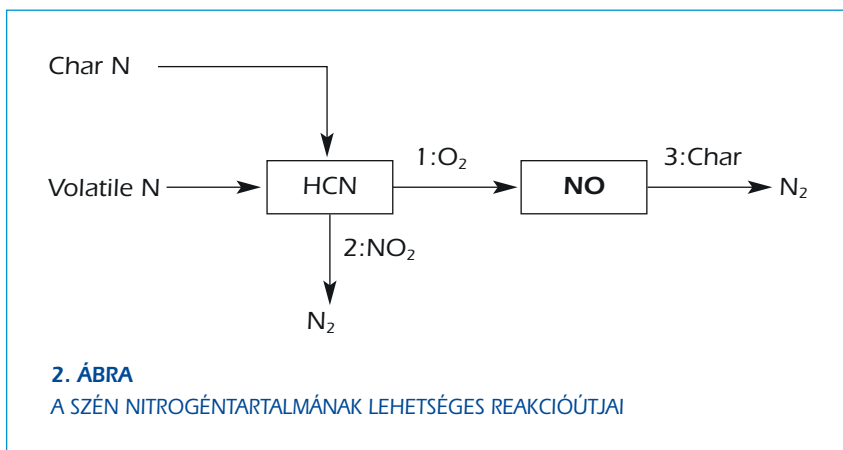 Char N
Volatile N
HCN
1:O₂
NO
3:Char
N₂
2:NO₂
N₂
2. ÁBRA
A SZÉN NITROGÉNTARTALMÁNAK LEHETSÉGES REAKCIÓÚTJAI